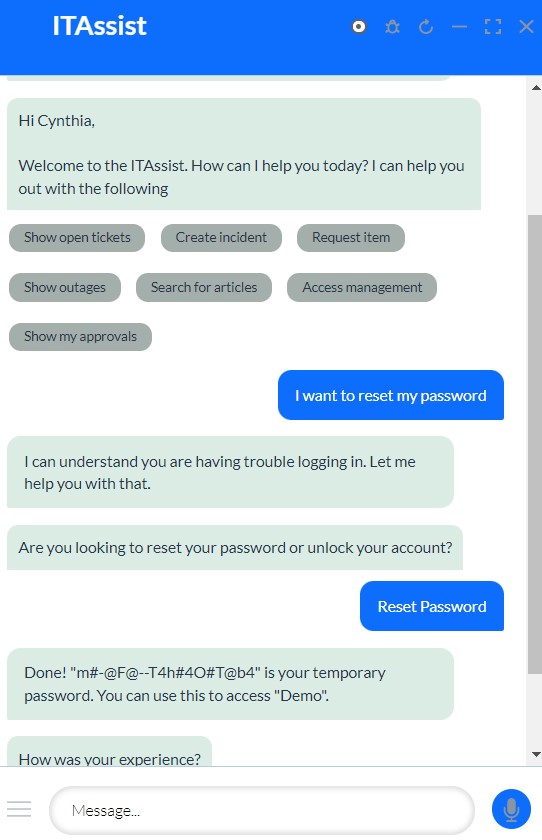 ITAssist
Hi Cynthia,
Welcome to the ITAssist. How can I help you today? I can help you
out with the following
Show open tickets
Create incident
Request item
Show outages
Search for articles
Access management
Show my approvals
I want to reset my password
I can understand you are having trouble logging in. Let me
help you with that.
Are you looking to reset your password or unlock your account?
Reset Password
Done! "m#-@F@--T4h#4O#T@b4" is your temporary
password. You can use this to access "Demo".
How was your experience?
Message...